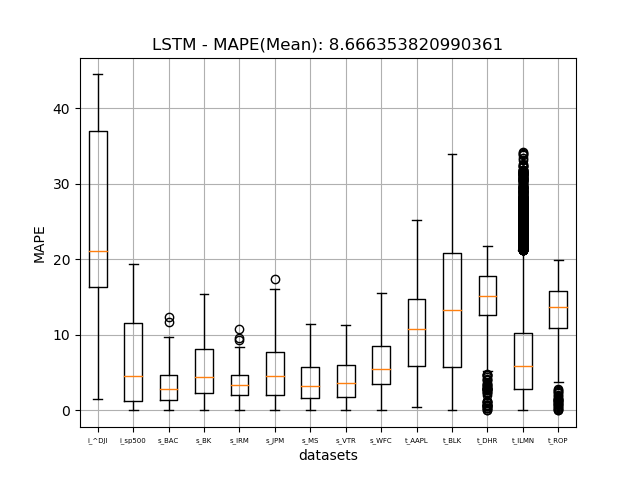 LSTM - MAPE(Mean): 8.666353820990361
MAPE
40
30
20
10
0
i_^DJI i_sp500 s_BAC s_BK s_IRM s_JPM s_MS s_VTR s_WFC t_AAPL t_BLK t_DHR t_ILMN t_ROP
datasets